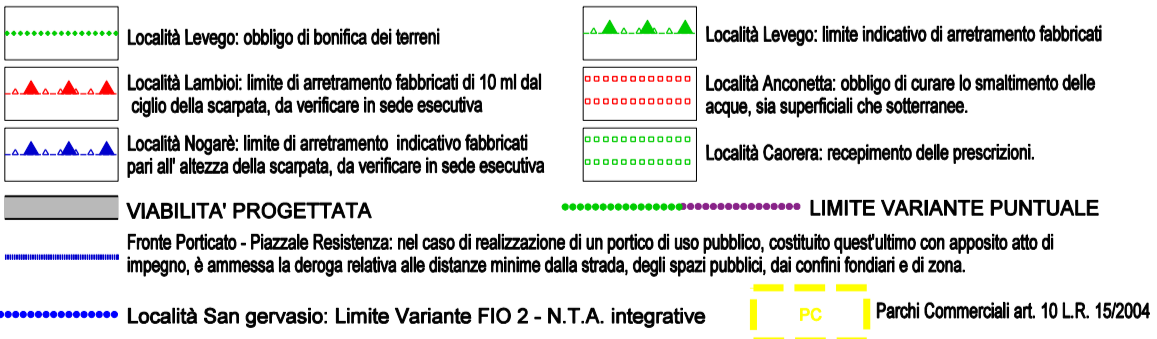 Località Levego: obbligo di bonifica dei terreni
Località Levego: limite indicativo di arretramento fabbricati
Località Lambioi: limite di arretramento fabbricati di 10 ml dal
ciglio della scarpata, da verificare in sede esecutiva
Località Anconetta: obbligo di curare lo smaltimento delle
acque, sia superficiali che sotterranee.
Località Nogarè: limite di arretramento indicativo fabbricati
pari all' altezza della scarpata, da verificare in sede esecutiva
Località Caorera: recepimento delle prescrizioni.
VIABILITA' PROGETTATA
LIMITE VARIANTE PUNTUALE
Fronte Porticato - Piazzale Resistenza: nel caso di realizzazione di un portico di uso pubblico, costituito quest'ultimo con apposito atto di
impegno, è ammessa la deroga relativa alle distanze minime dalla strada, degli spazi pubblici, dai confini fondiari e di zona.
Località San gervasio: Limite Variante FIO 2 - N.T.A. integrative
PC
Parchi Commerciali art. 10 L.R. 15/2004